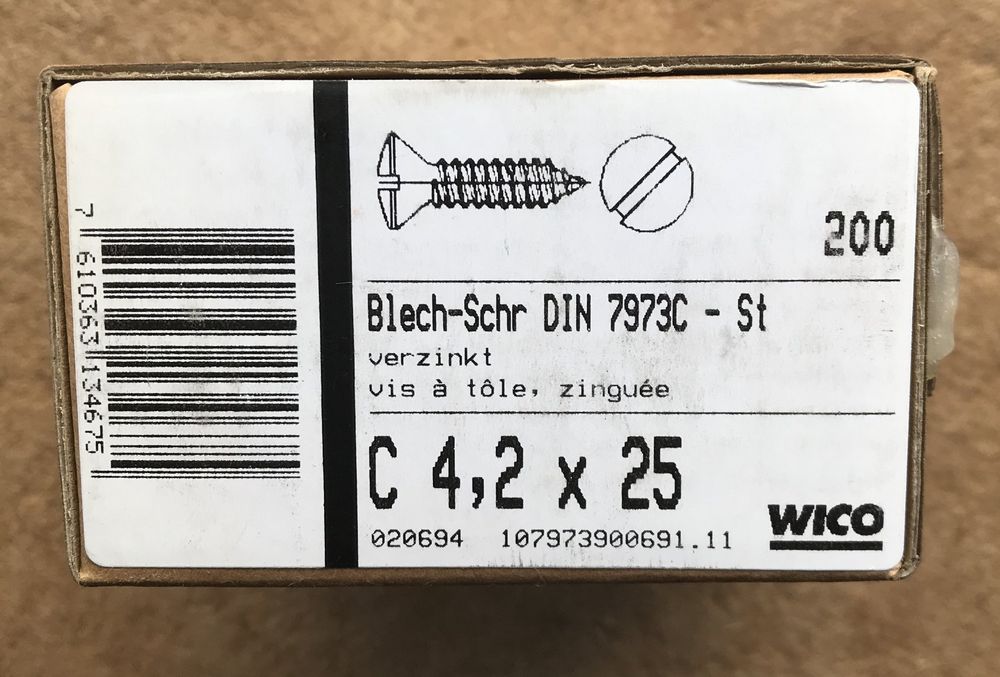 200
Blech-Schr DIN 7973C - St
verzinkt
vis à tôle, zinguée
C 4,2 x 25
020694 107973900691.11
WICO
7 610363 134675